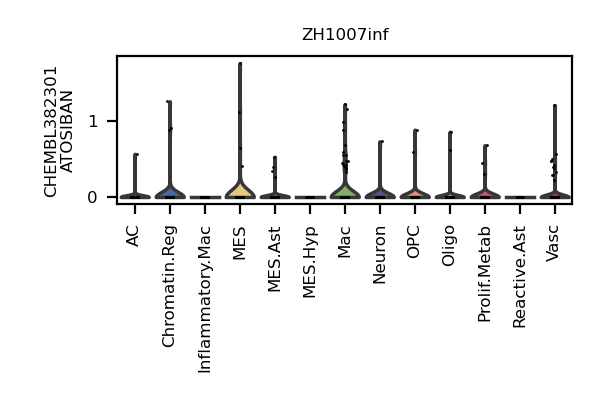 ZH1007inf
CHEMBL382301
ATOSIBAN
1
0
AC
Chromatin.Reg
Inflammatory.Mac
MES
MES.Ast
MES.Hyp
Mac
Neuron
OPC
Oligo
Prolif.Metab
Reactive.Ast
Vasc